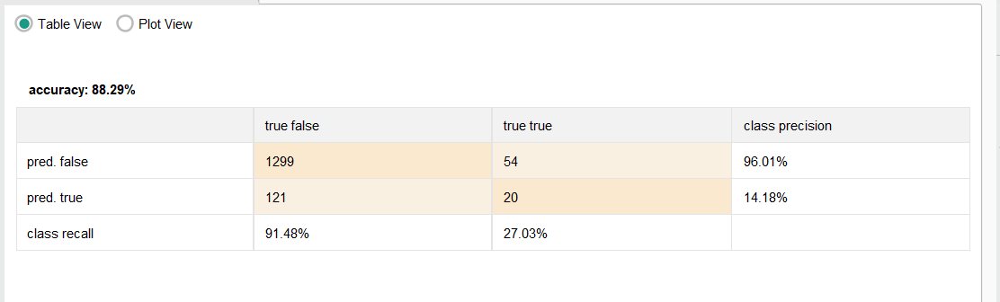 Table View Plot View
accuracy: 88.29%
true false true true class precision
pred. false 1299 54 96.01%
pred. true 121 20 14.18%
class recall 91.48% 27.03%